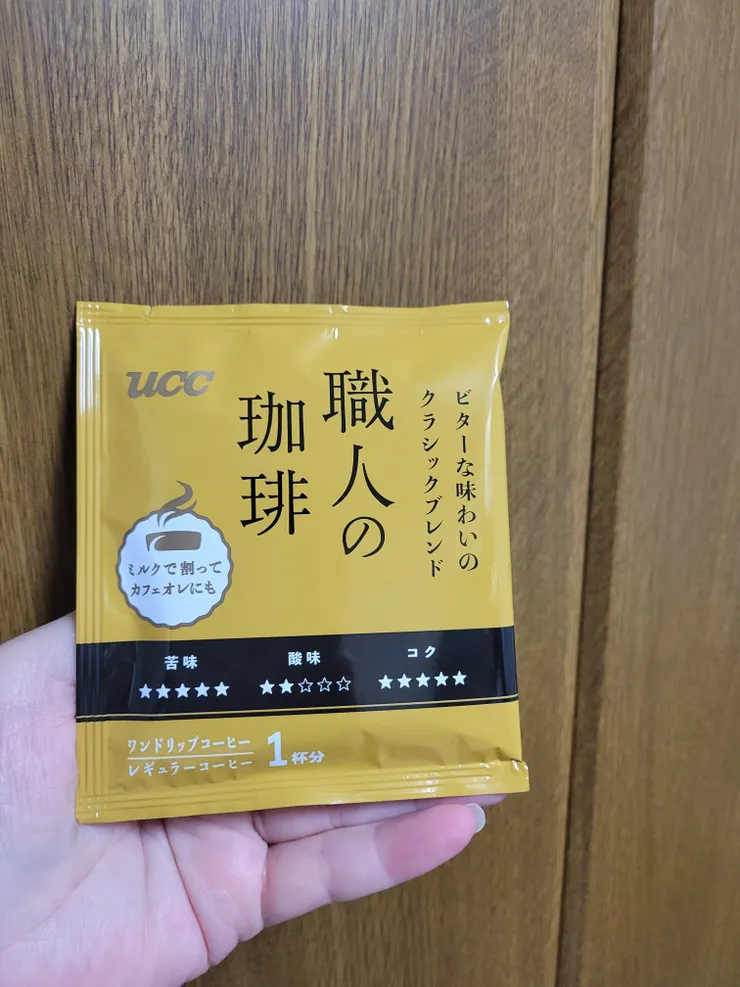 ucc
ビターな味わいの
クラシックブレンド
職人の
珈琲
ミルクで割って
カフェオレにも
苦味
★★★★★
酸味
★★☆☆☆
コク
★★★★★
ワンドリップコーヒー
レギュラーコーヒー
1杯分